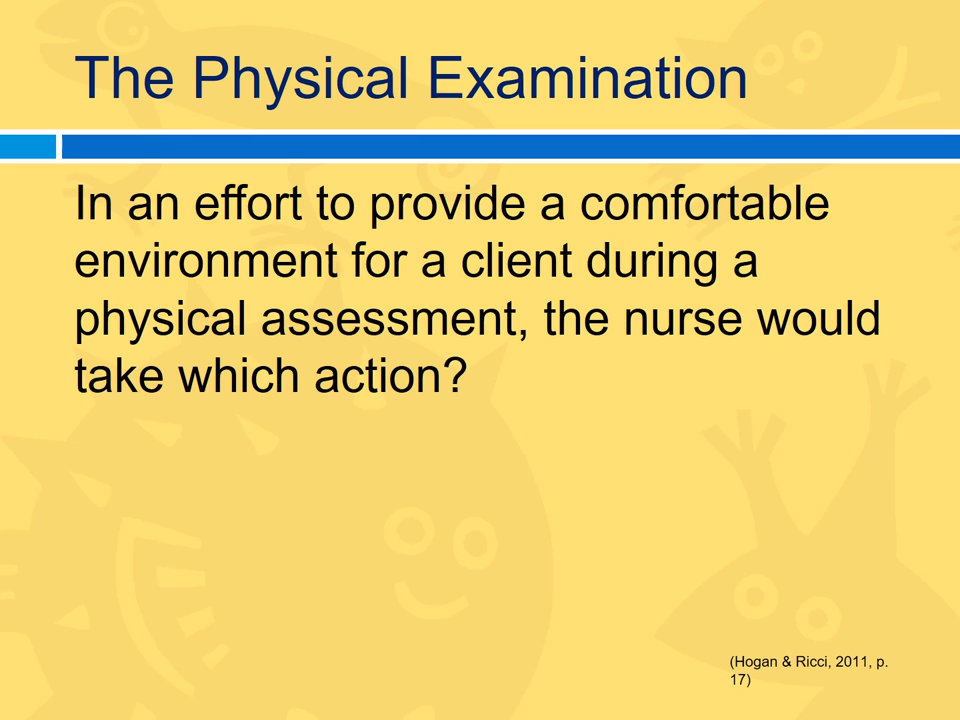 The Physical Examination
In an effort to provide a comfortable
environment for a client during a
physical assessment, the nurse would
take which action?
(Hogan & Ricci, 2011, p.
17)